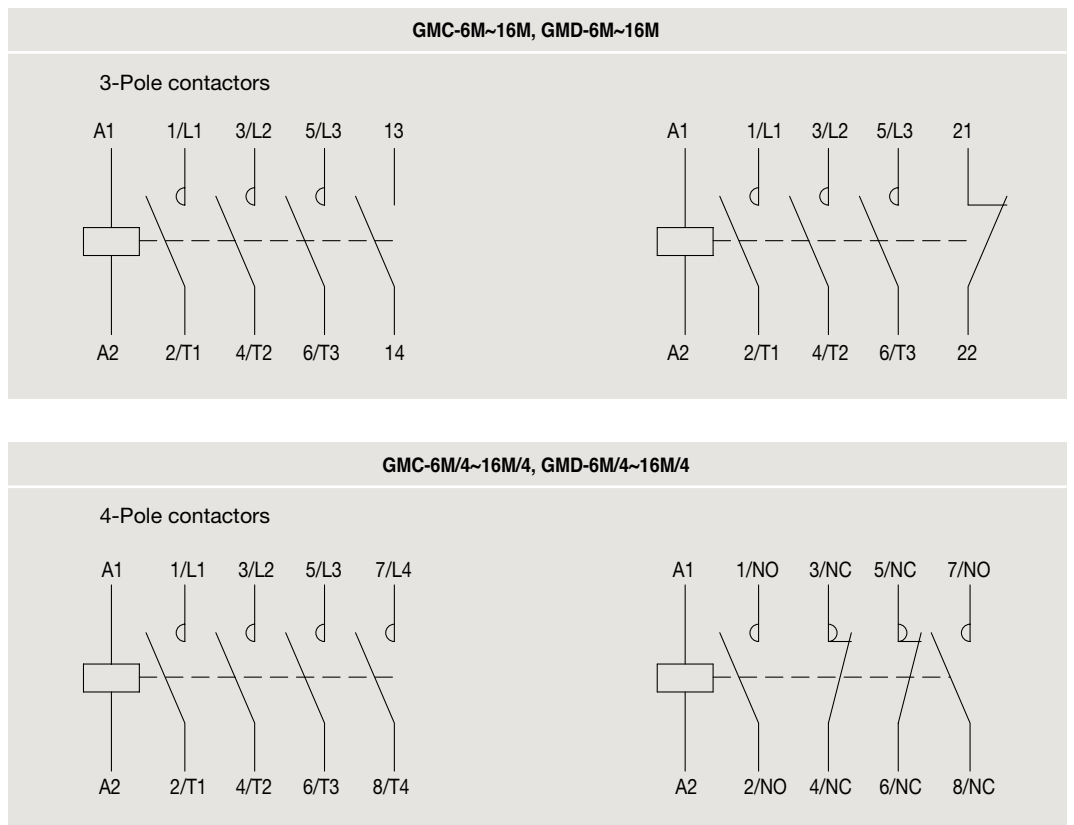 GMC-6M~16M, GMD-6M~16M
3-Pole contactors
A1 1/L1 3/L2 5/L3 13
A2 2/T1 4/T2 6/T3 14
A1 1/L1 3/L2 5/L3 21
A2 2/T1 4/T2 6/T3 22
GMC-6M/4~16M/4, GMD-6M/4~16M/4
4-Pole contactors
A1 1/L1 3/L2 5/L3 7/L4
A2 2/T1 4/T2 6/T3 8/T4
A1 1/NO 3/NC 5/NC 7/NO
A2 2/NO 4/NC 6/NC 8/NC